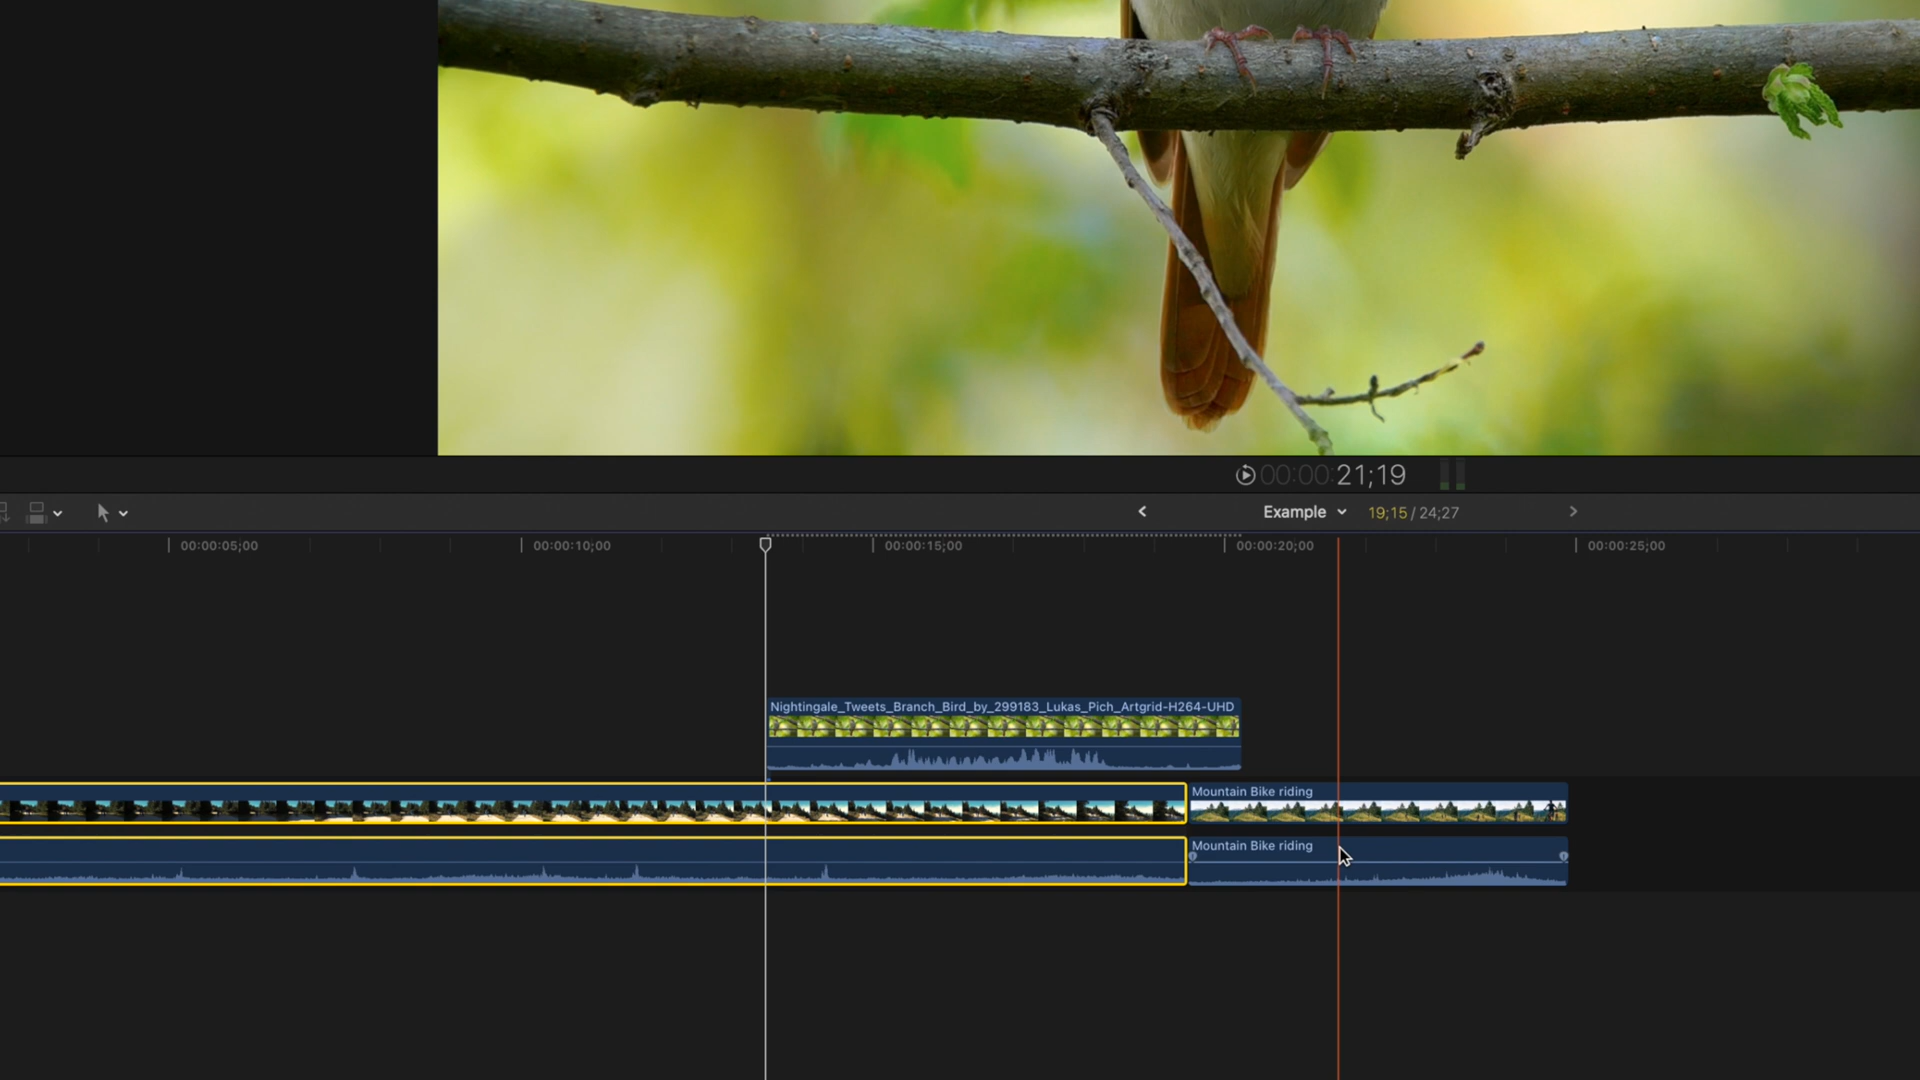 00:00:21;19
Example 19;15 / 24;27
00:00:05;00 00:00:10;00 00:00:15;00 00:00:20;00 00:00:25;00
Nightingale_Tweets_Branch_Bird_by_299183_Lukas_Pich_Artgrid-H264-UHD
Mountain Bike riding
Mountain Bike riding